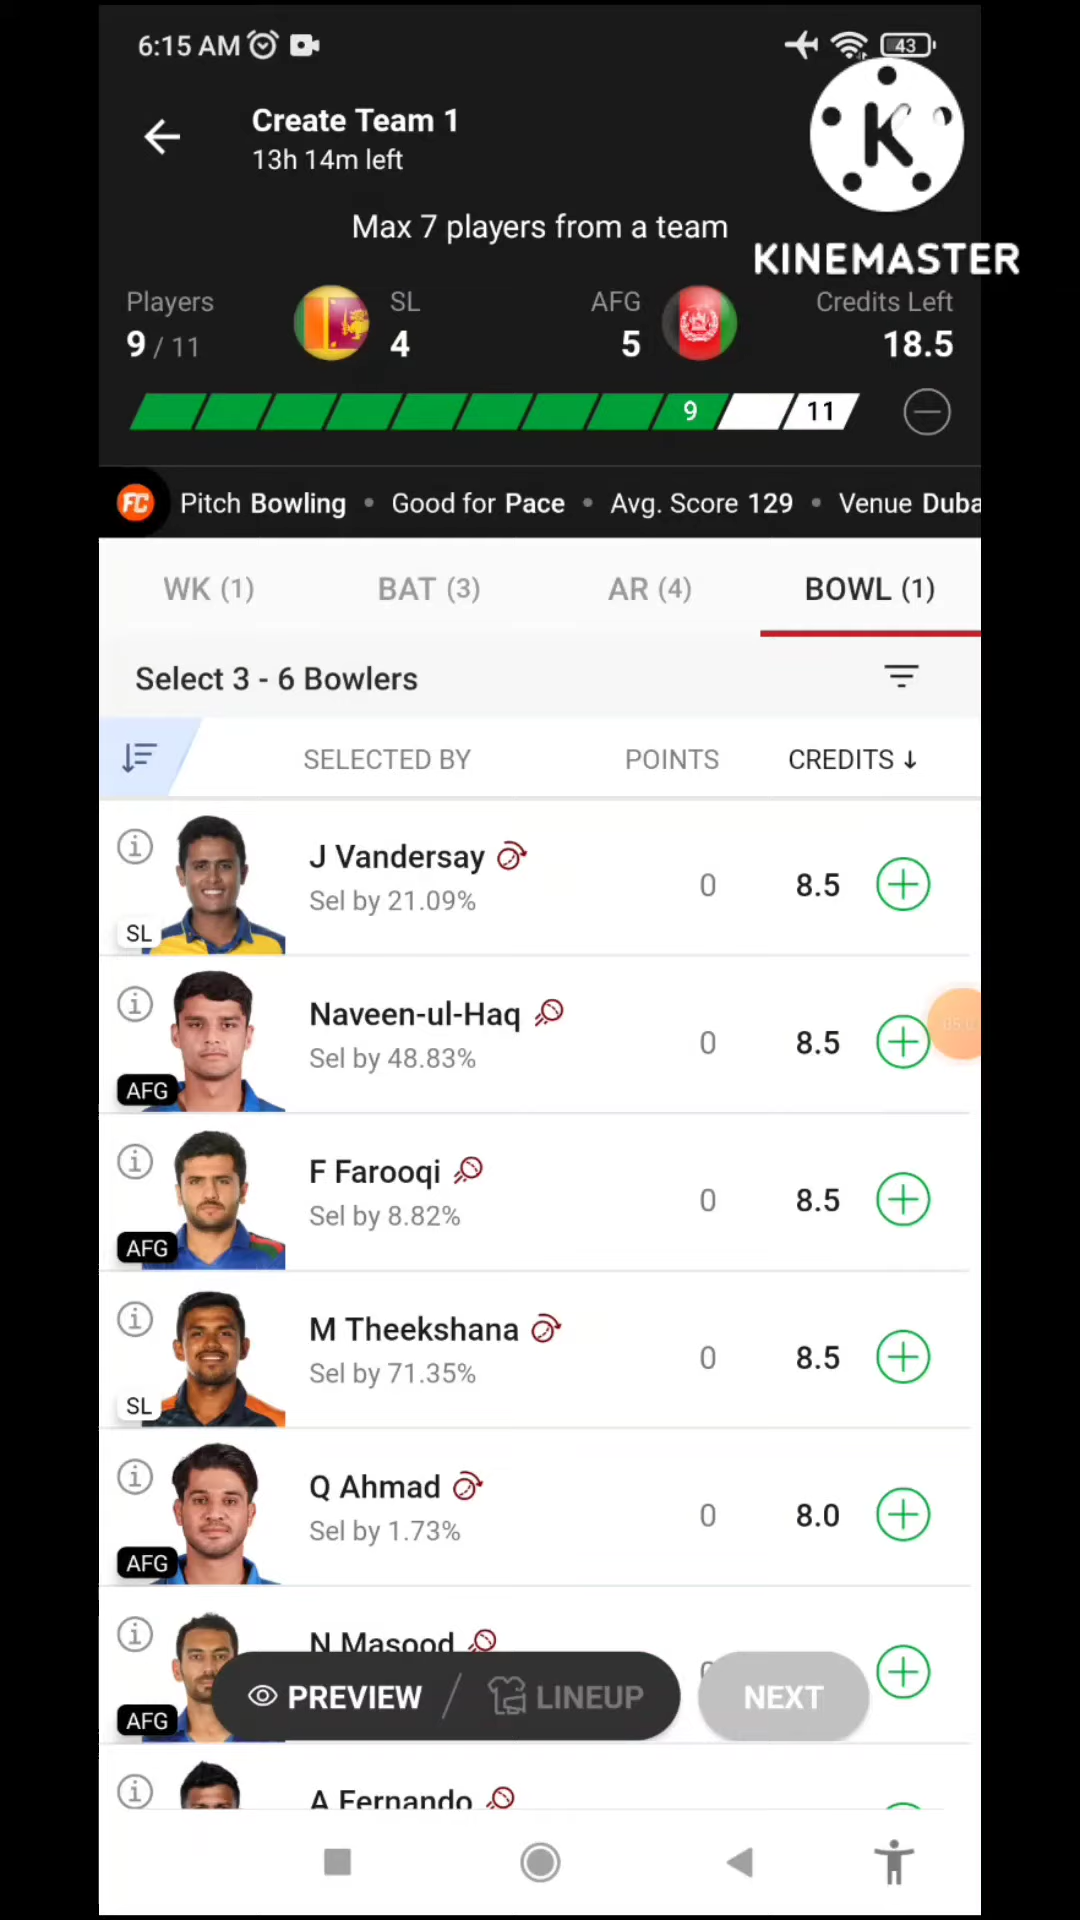 6:15 AM
43
Create Team 1
13h 14m left
K
KINEMASTER
Max 7 players from a team
Players
9 / 11
SL
4
AFG
5
Credits Left
18.5
9
11
FC
Pitch Bowling • Good for Pace • Avg. Score 129 • Venue Duba
WK (1)
BAT (3)
AR (4)
BOWL (1)
Select 3 - 6 Bowlers
SELECTED BY
POINTS
CREDITS ↓
J Vandersay
Sel by 21.09%
SL
0
8.5
Naveen-ul-Haq
Sel by 48.83%
AFG
0
8.5
F Farooqi
Sel by 8.82%
AFG
0
8.5
M Theekshana
Sel by 71.35%
SL
0
8.5
Q Ahmad
Sel by 1.73%
AFG
0
8.0
N Masood
AFG
PREVIEW / LINEUP
NEXT
A Fernando